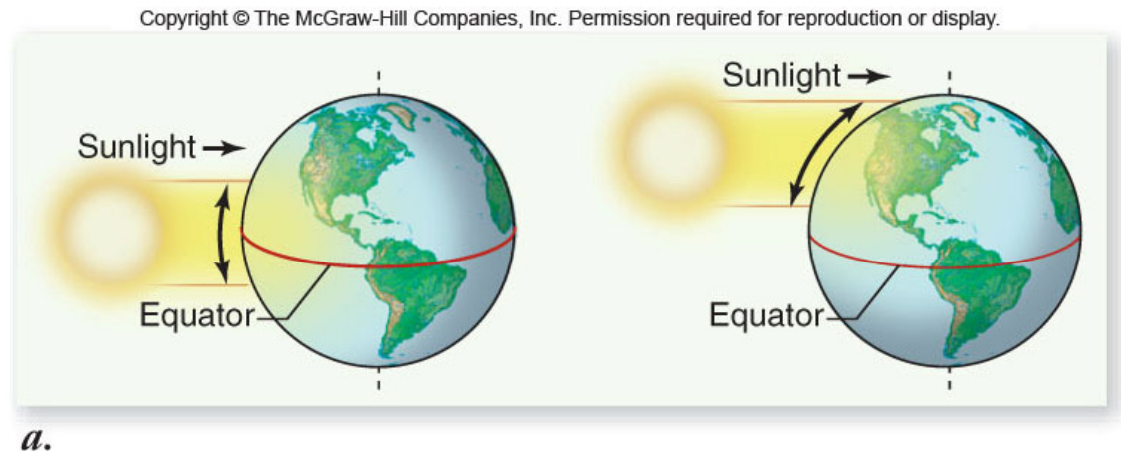 Copyright © The McGraw-Hill Companies, Inc. Permission required for reproduction or display.
Sunlight
Equator
Sunlight
Equator
a.